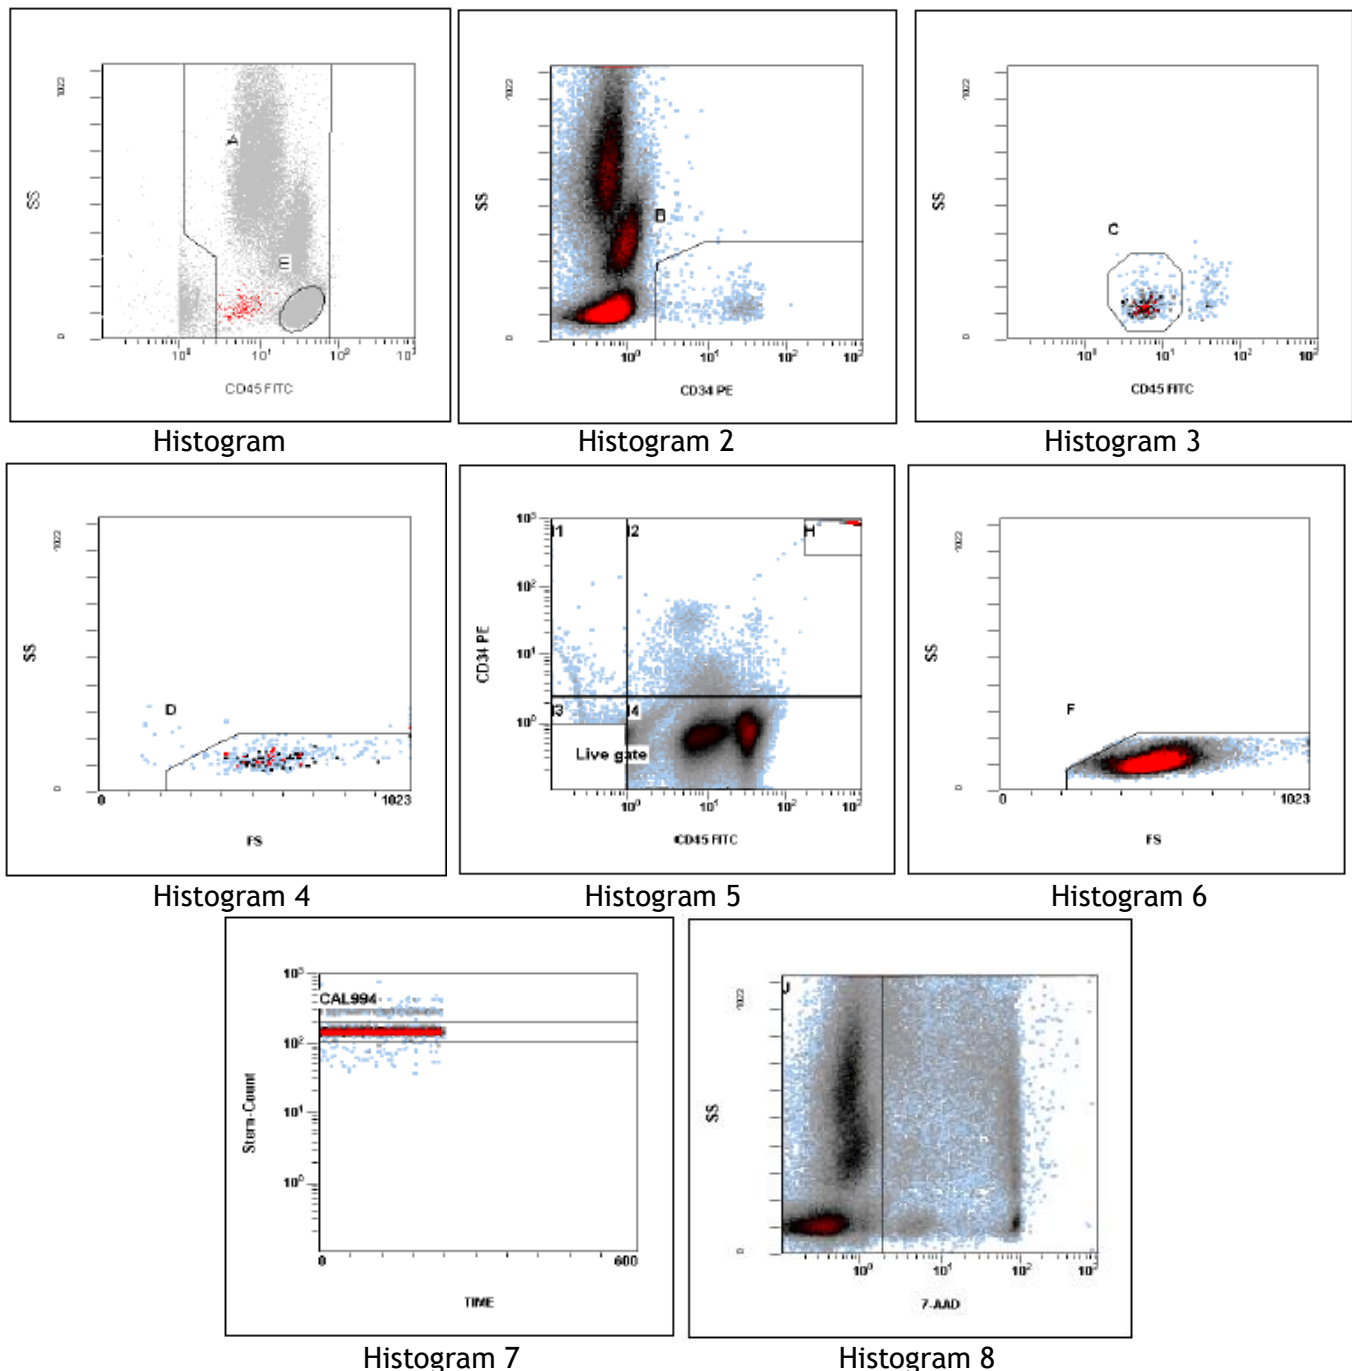 1022
A
E
SS
0
10⁰ 10¹ 10² 10³
CD45 FITC
Histogram
1022
B
SS
0
10⁰ 10¹ 10² 10³
CD34 PE
Histogram 2
1022
C
SS
0
10⁰ 10¹ 10² 10³
CD45 FITC
Histogram 3
1022
SS
D
0
0 1023
FS
Histogram 4
10³
I1 I2 H
10²
CD34 PE
10¹
I3 I4
10⁰
Live gate
10⁰ 10¹ 10² 10³
CD45 FITC
Histogram 5
1022
SS
F
0
0 1023
FS
Histogram 6
10³
CAL994
10²
Stem-Count
10¹
10⁰
0 600
TIME
Histogram 7
J
1022
SS
0
10⁰ 10¹ 10² 10³
7-AAD
Histogram 8